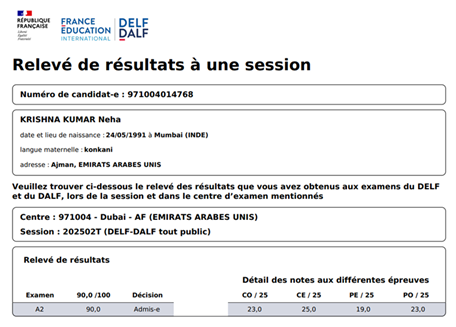 RÉPUBLIQUE
FRANÇAISE
Liberté
Égalité
Fraternité
FRANCE
ÉDUCATION
INTERNATIONAL
DELF
DALF
Relevé de résultats à une session
Numéro de candidat-e : 971004014768
KRISHNA KUMAR Neha
date et lieu de naissance : 24/05/1991 à Mumbai (INDE)
langue maternelle : konkani
adresse : Ajman, EMIRATS ARABES UNIS
Veuillez trouver ci-dessous le relevé des résultats que vous avez obtenus aux examens du DELF
et du DALF, lors de la session et dans le centre d'examen mentionnés
Centre : 971004 - Dubai - AF (EMIRATS ARABES UNIS)
Session : 202502T (DELF-DALF tout public)
Relevé de résultats
Détail des notes aux différentes épreuves
Examen 90,0 /100 Décision CO / 25 CE / 25 PE / 25 PO / 25
A2 90,0 Admis-e 23,0 25,0 19,0 23,0